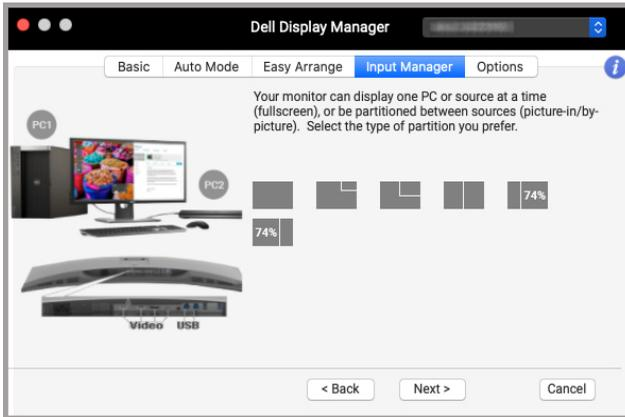 Dell Display Manager
Basic
Auto Mode
Easy Arrange
Input Manager
Options
i
Your monitor can display one PC or source at a time
(fullscreen), or be partitioned between sources (picture-in/by-
picture). Select the type of partition you prefer.
PC1
PC2
74%
74%
Video
USB
< Back
Next >
Cancel